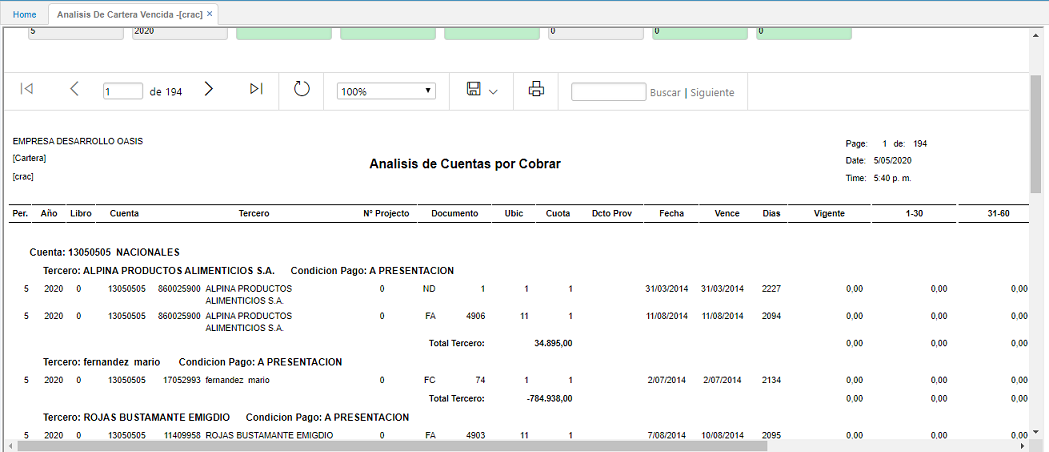 Home Analisis De Cartera Vencida -[crac] ×
5 2020 0 0 0
1 de 194 100% Buscar | Siguiente
EMPRESA DESARROLLO OASIS
[Cartera]
[crac]
Analisis de Cuentas por Cobrar
Page: 1 de: 194
Date: 5/05/2020
Time: 5:40 p. m.
Per. Año Libro Cuenta Tercero N° Projecto Documento Ubic Cuota Dcto Prov Fecha Vence Dias Vigente 1-30 31-60
Cuenta: 13050505 NACIONALES
Tercero: ALPINA PRODUCTOS ALIMENTICIOS S.A. Condicion Pago: A PRESENTACION
5 2020 0 13050505 860025900 ALPINA PRODUCTOS 0 ND 1 1 1 31/03/2014 31/03/2014 2227 0,00 0,00 0,00
ALIMENTICIOS S.A.
5 2020 0 13050505 860025900 ALPINA PRODUCTOS 0 FA 4906 11 1 11/08/2014 11/08/2014 2094 0,00 0,00 0,00
ALIMENTICIOS S.A.
Total Tercero: 34.895,00 0,00 0,00 0,00
Tercero: fernandez mario Condicion Pago: A PRESENTACION
5 2020 0 13050505 17052993 fernandez mario 0 FC 74 1 1 2/07/2014 2/07/2014 2134 0,00 0,00 0,00
Total Tercero: -784.938,00 0,00 0,00 0,00
Tercero: ROJAS BUSTAMANTE EMIGDIO Condicion Pago: A PRESENTACION
5 2020 0 13050505 11409958 ROJAS BUSTAMANTE EMIGDIO 0 FA 4903 11 1 7/08/2014 10/08/2014 2095 0,00 0,00 0,00